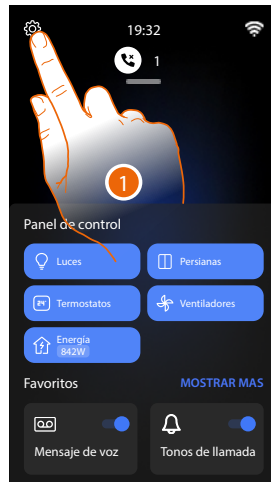 19:32
1
1
Panel de control
Luces
Persianas
Termostatos
Ventiladores
Energía
842W
Favoritos
MOSTRAR MAS
Mensaje de voz
Tonos de llamada